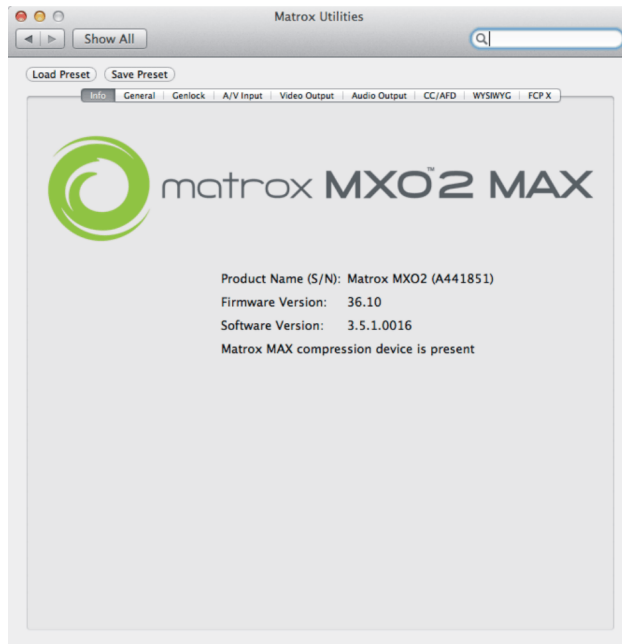 Matrox Utilities
Show All
Load Preset Save Preset
Info General Genlock A/V Input Video Output Audio Output CC/AFD WYSIWYG FCP X
matrox MXO™2 MAX
Product Name (S/N): Matrox MXO2 (A441851)
Firmware Version: 36.10
Software Version: 3.5.1.0016
Matrox MAX compression device is present